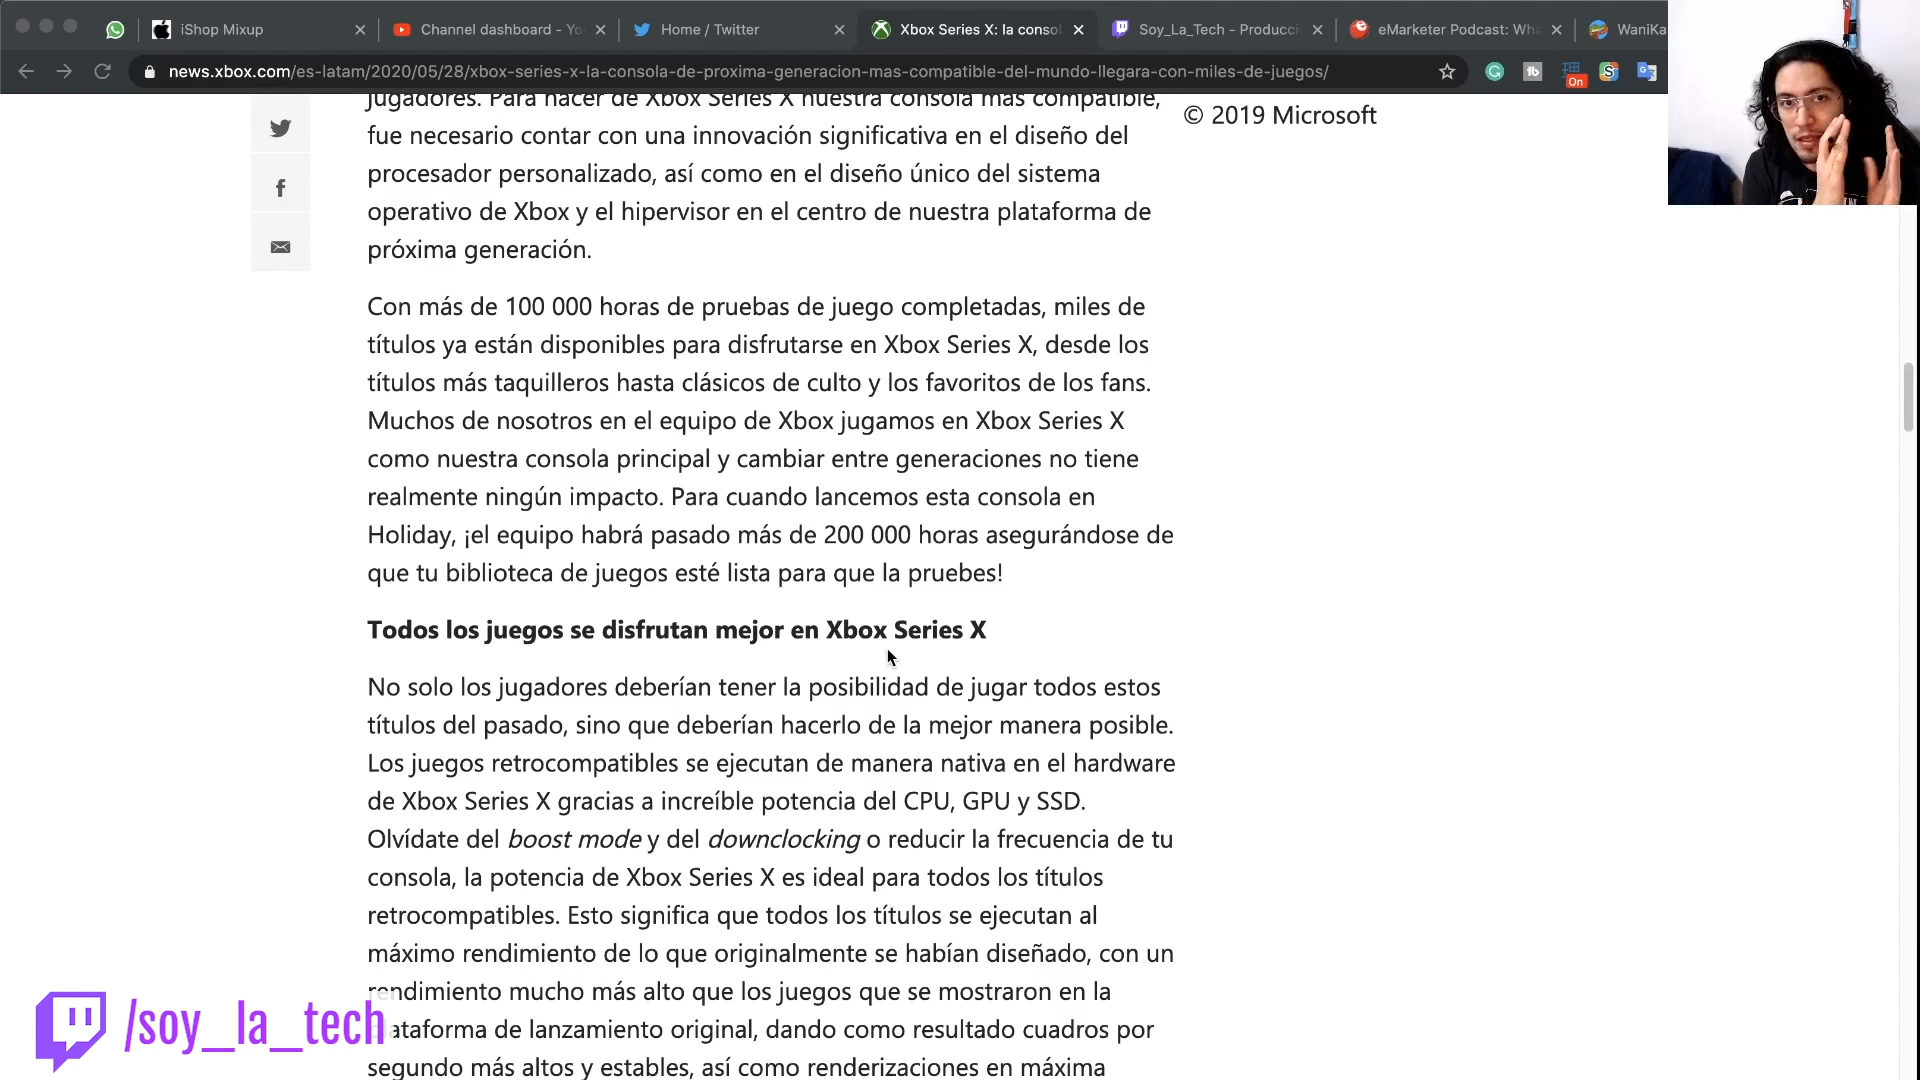 iShop Mixup
Channel dashboard - Yo
Home / Twitter
Xbox Series X: la consol
Soy_La_Tech - Producci
eMarketer Podcast: Wha
WaniKa
news.xbox.com/es-latam/2020/05/28/xbox-series-x-la-consola-de-proxima-generacion-mas-compatible-del-mundo-llegara-con-miles-de-juegos/
On
jugadores. Para hacer de Xbox Series X nuestra consola más compatible,
fue necesario contar con una innovación significativa en el diseño del
procesador personalizado, así como en el diseño único del sistema
operativo de Xbox y el hipervisor en el centro de nuestra plataforma de
próxima generación.
© 2019 Microsoft
Con más de 100 000 horas de pruebas de juego completadas, miles de
títulos ya están disponibles para disfrutarse en Xbox Series X, desde los
títulos más taquilleros hasta clásicos de culto y los favoritos de los fans.
Muchos de nosotros en el equipo de Xbox jugamos en Xbox Series X
como nuestra consola principal y cambiar entre generaciones no tiene
realmente ningún impacto. Para cuando lancemos esta consola en
Holiday, ¡el equipo habrá pasado más de 200 000 horas asegurándose de
que tu biblioteca de juegos esté lista para que la pruebes!
Todos los juegos se disfrutan mejor en Xbox Series X
No solo los jugadores deberían tener la posibilidad de jugar todos estos
títulos del pasado, sino que deberían hacerlo de la mejor manera posible.
Los juegos retrocompatibles se ejecutan de manera nativa en el hardware
de Xbox Series X gracias a increíble potencia del CPU, GPU y SSD.
Olvídate del boost mode y del downclocking o reducir la frecuencia de tu
consola, la potencia de Xbox Series X es ideal para todos los títulos
retrocompatibles. Esto significa que todos los títulos se ejecutan al
máximo rendimiento de lo que originalmente se habían diseñado, con un
rendimiento mucho más alto que los juegos que se mostraron en la
plataforma de lanzamiento original, dando como resultado cuadros por
segundo más altos y estables, así como renderizaciones en máxima
/soy_la_tech